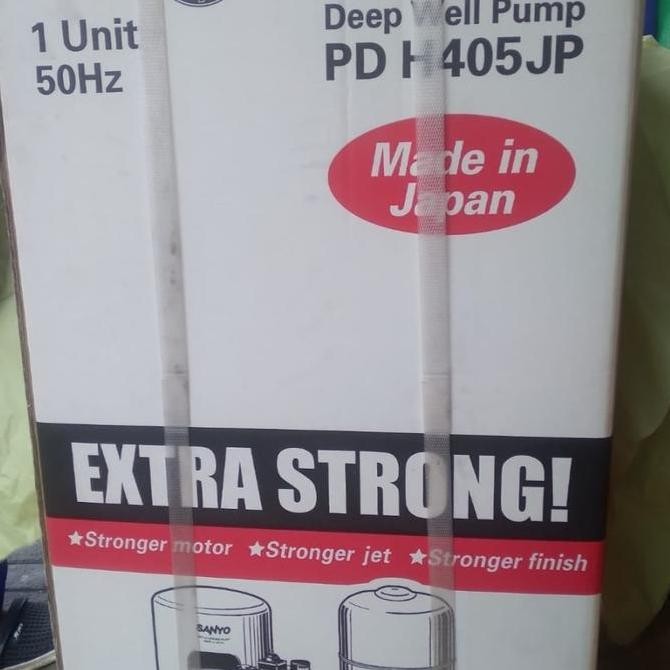 1 Unit
50Hz
Deep Well Pump
PD H405JP
Made in
Japan
EXTRA STRONG!
★Stronger motor ★Stronger jet ★Stronger finish
SANYO